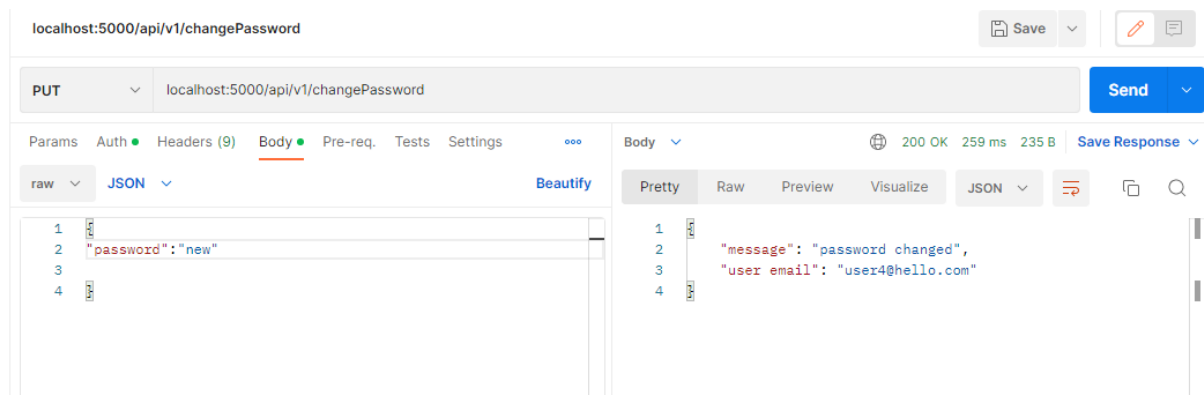 localhost:5000/api/v1/changePassword
Save
PUT localhost:5000/api/v1/changePassword Send
Params Auth Headers (9) Body Pre-req. Tests Settings
raw JSON Beautify
1 {
2 "password":"new"
3
4 }
Body 200 OK 259 ms 235 B Save Response
Pretty Raw Preview Visualize JSON
1 {
2 "message": "password changed",
3 "user email": "user4@hello.com"
4 }